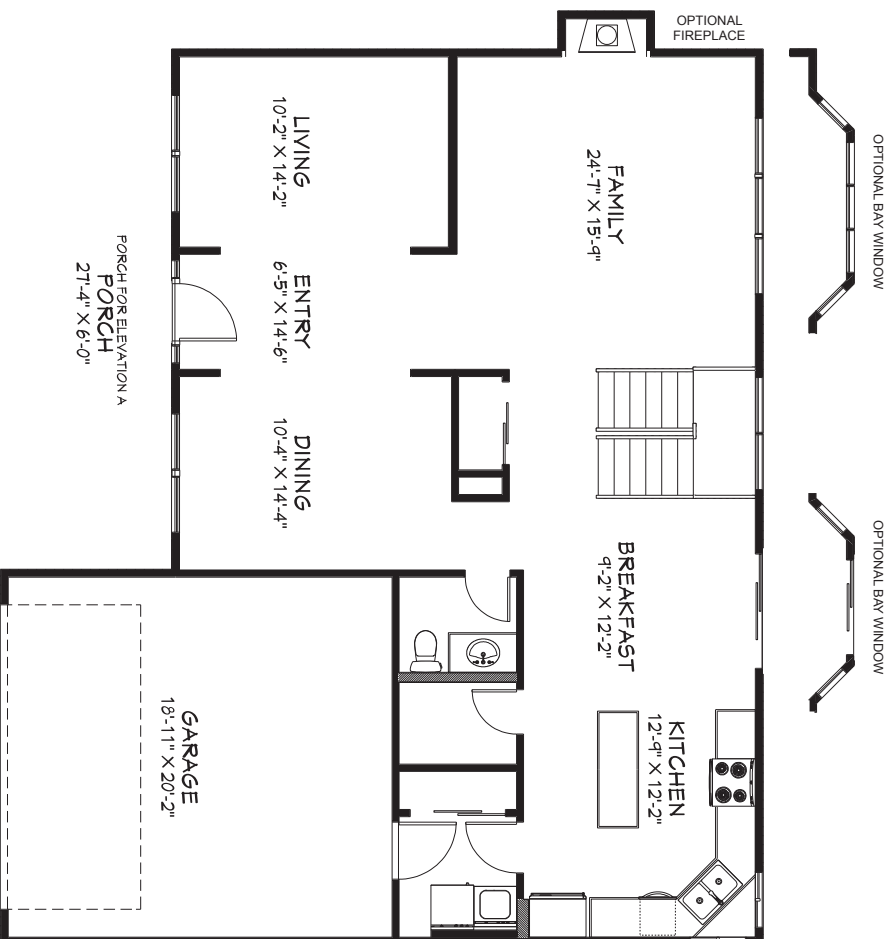 OPTIONAL
FIREPLACE
OPTIONAL BAY WINDOW
OPTIONAL BAY WINDOW
FAMILY
24'-7" X 15'-9"
LIVING
10'-2" X 14'-2"
ENTRY
6'-5" X 14'-6"
PORCH FOR ELEVATION A
PORCH
27'-4" X 6'-0"
DINING
10'-4" X 14'-4"
BREAKFAST
9'-2" X 12'-2"
KITCHEN
12'-9" X 12'-2"
GARAGE
18'-11" X 20'-2"